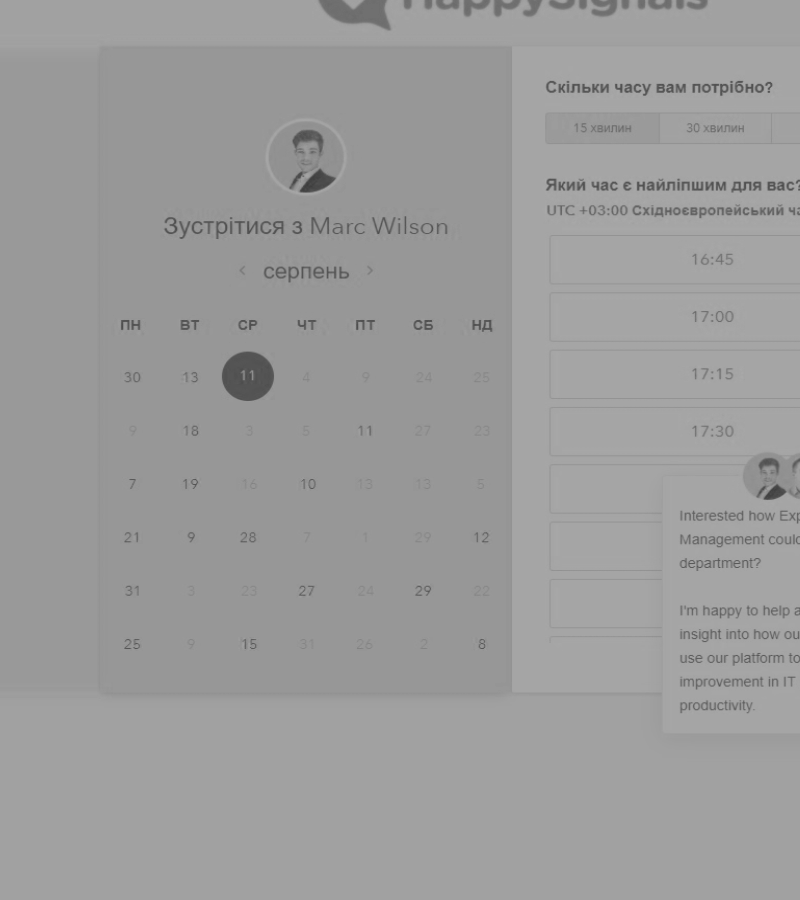 HappySignals
Зустрітися з Marc Wilson
‹ серпень ›
ПН ВТ СР ЧТ ПТ СБ НД
30 13 11 4 9 24 25
9 18 3 5 11 27 23
7 19 16 10 13 13 5
21 9 28 7 1 29 12
31 3 23 27 24 29 22
25 9 15 31 26 2 8
Скільки часу вам потрібно?
15 хвилин 30 хвилин
Який час є найліпшим для вас?
UTC +03:00 Східноєвропейський ча
16:45
17:00
17:15
17:30
Interested how Exp
Management could
department?
I'm happy to help a
insight into how ou
use our platform to
improvement in IT
productivity.